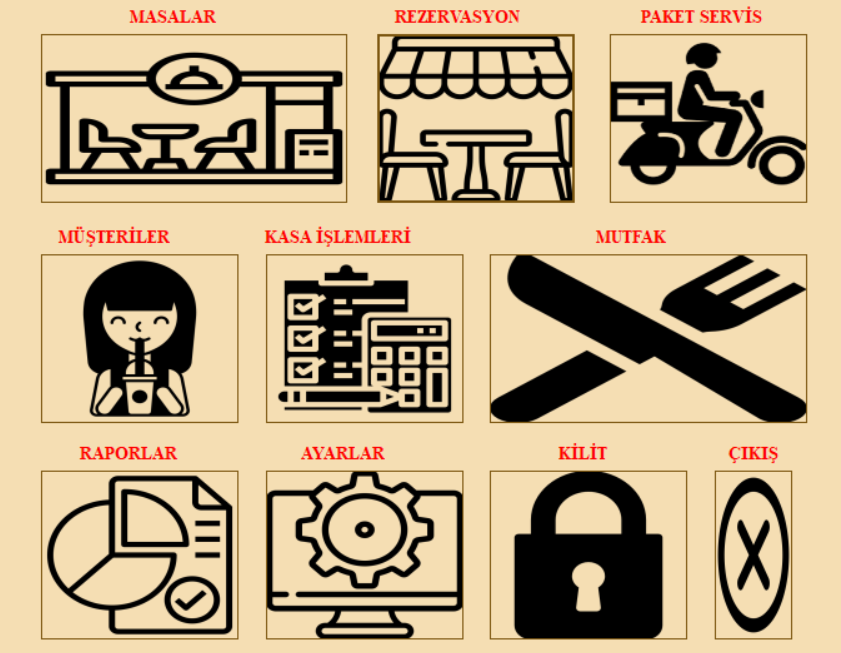 MASALAR
REZERVASYON
PAKET SERVİS
MÜŞTERİLER
KASA İŞLEMLERİ
MUTFAK
RAPORLAR
AYARLAR
KİLİT
ÇIKIŞ